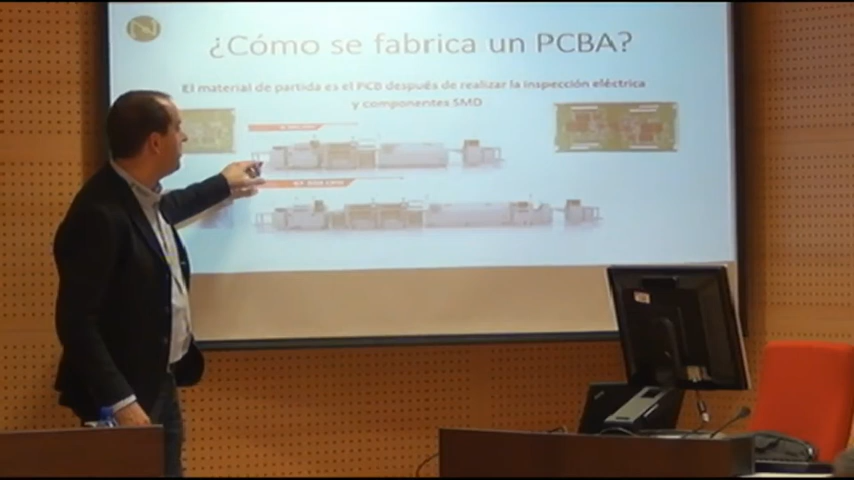 ¿Cómo se fabrica un PCBA?
El material de partida es el PCB después de realizar la inspección eléctrica
y componentes SMD